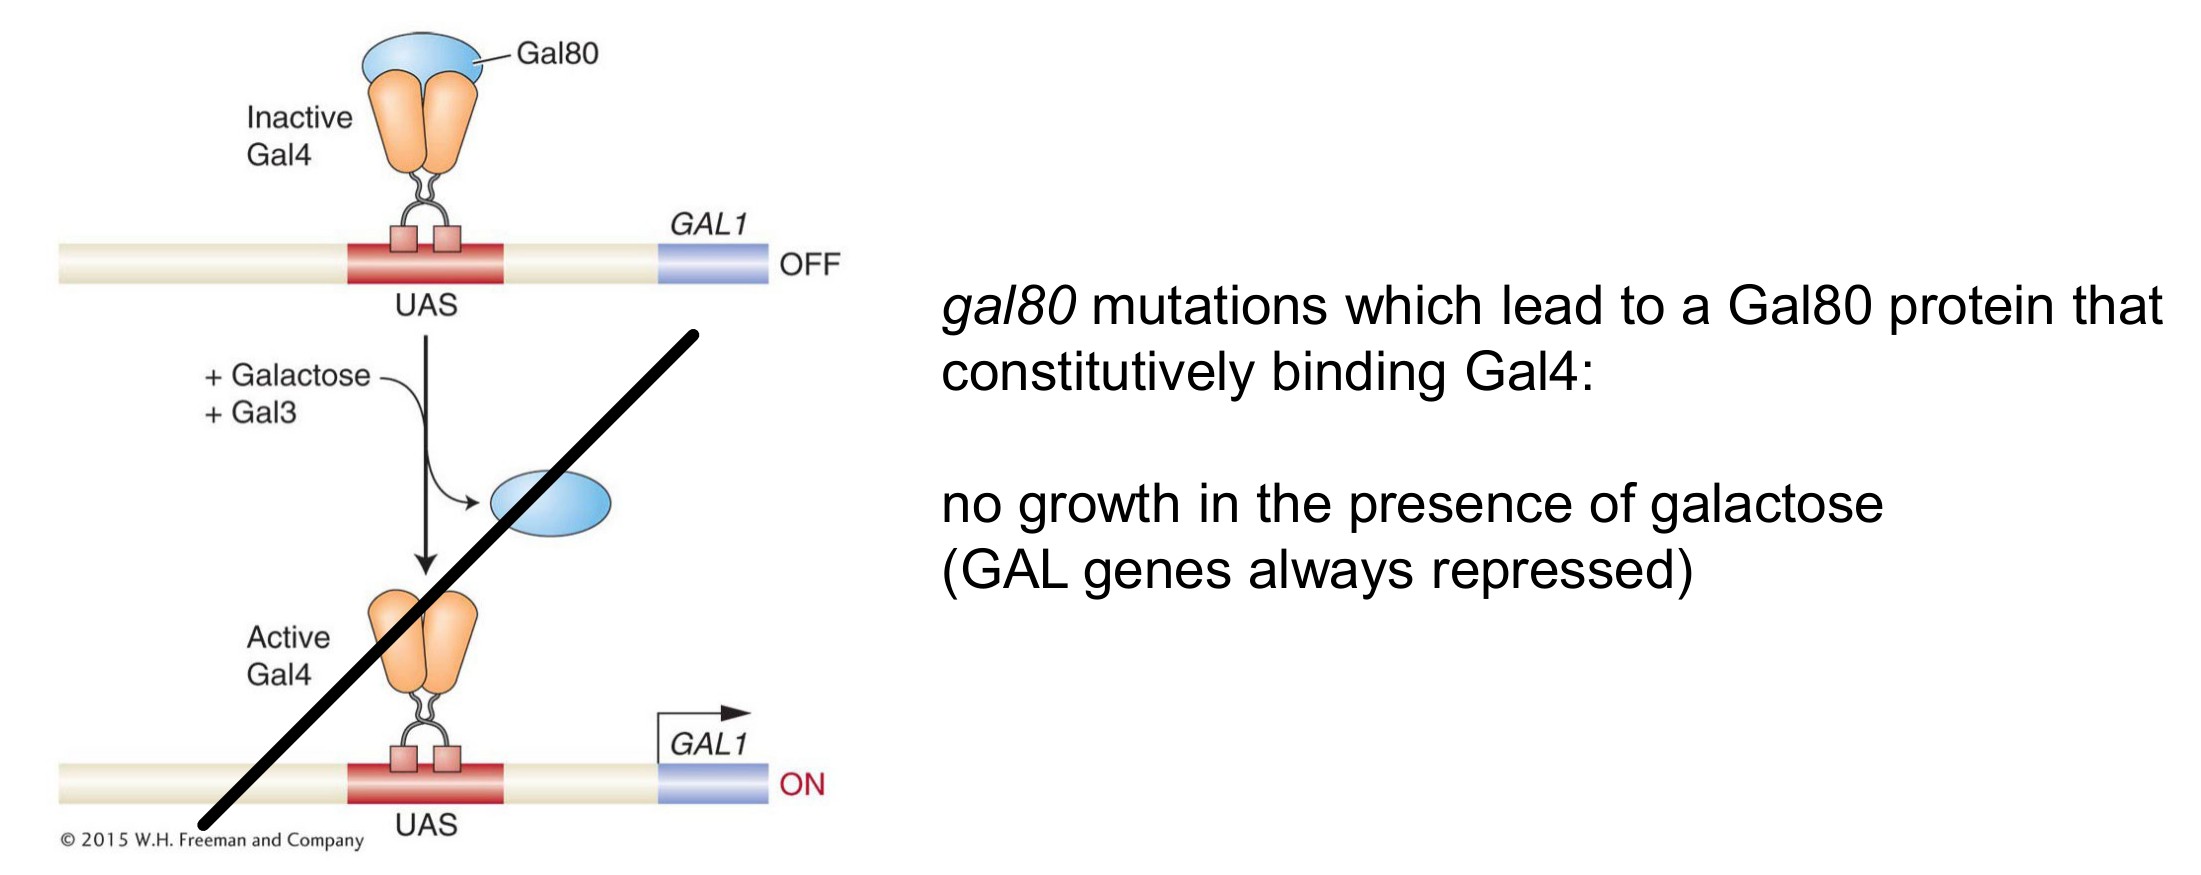 Gal80
Inactive
Gal4
GAL1
OFF
UAS
+ Galactose
+ Gal3
Active
Gal4
GAL1
ON
UAS
© 2015 W.H. Freeman and Company
gal80 mutations which lead to a Gal80 protein that
constitutively binding Gal4:
no growth in the presence of galactose
(GAL genes always repressed)